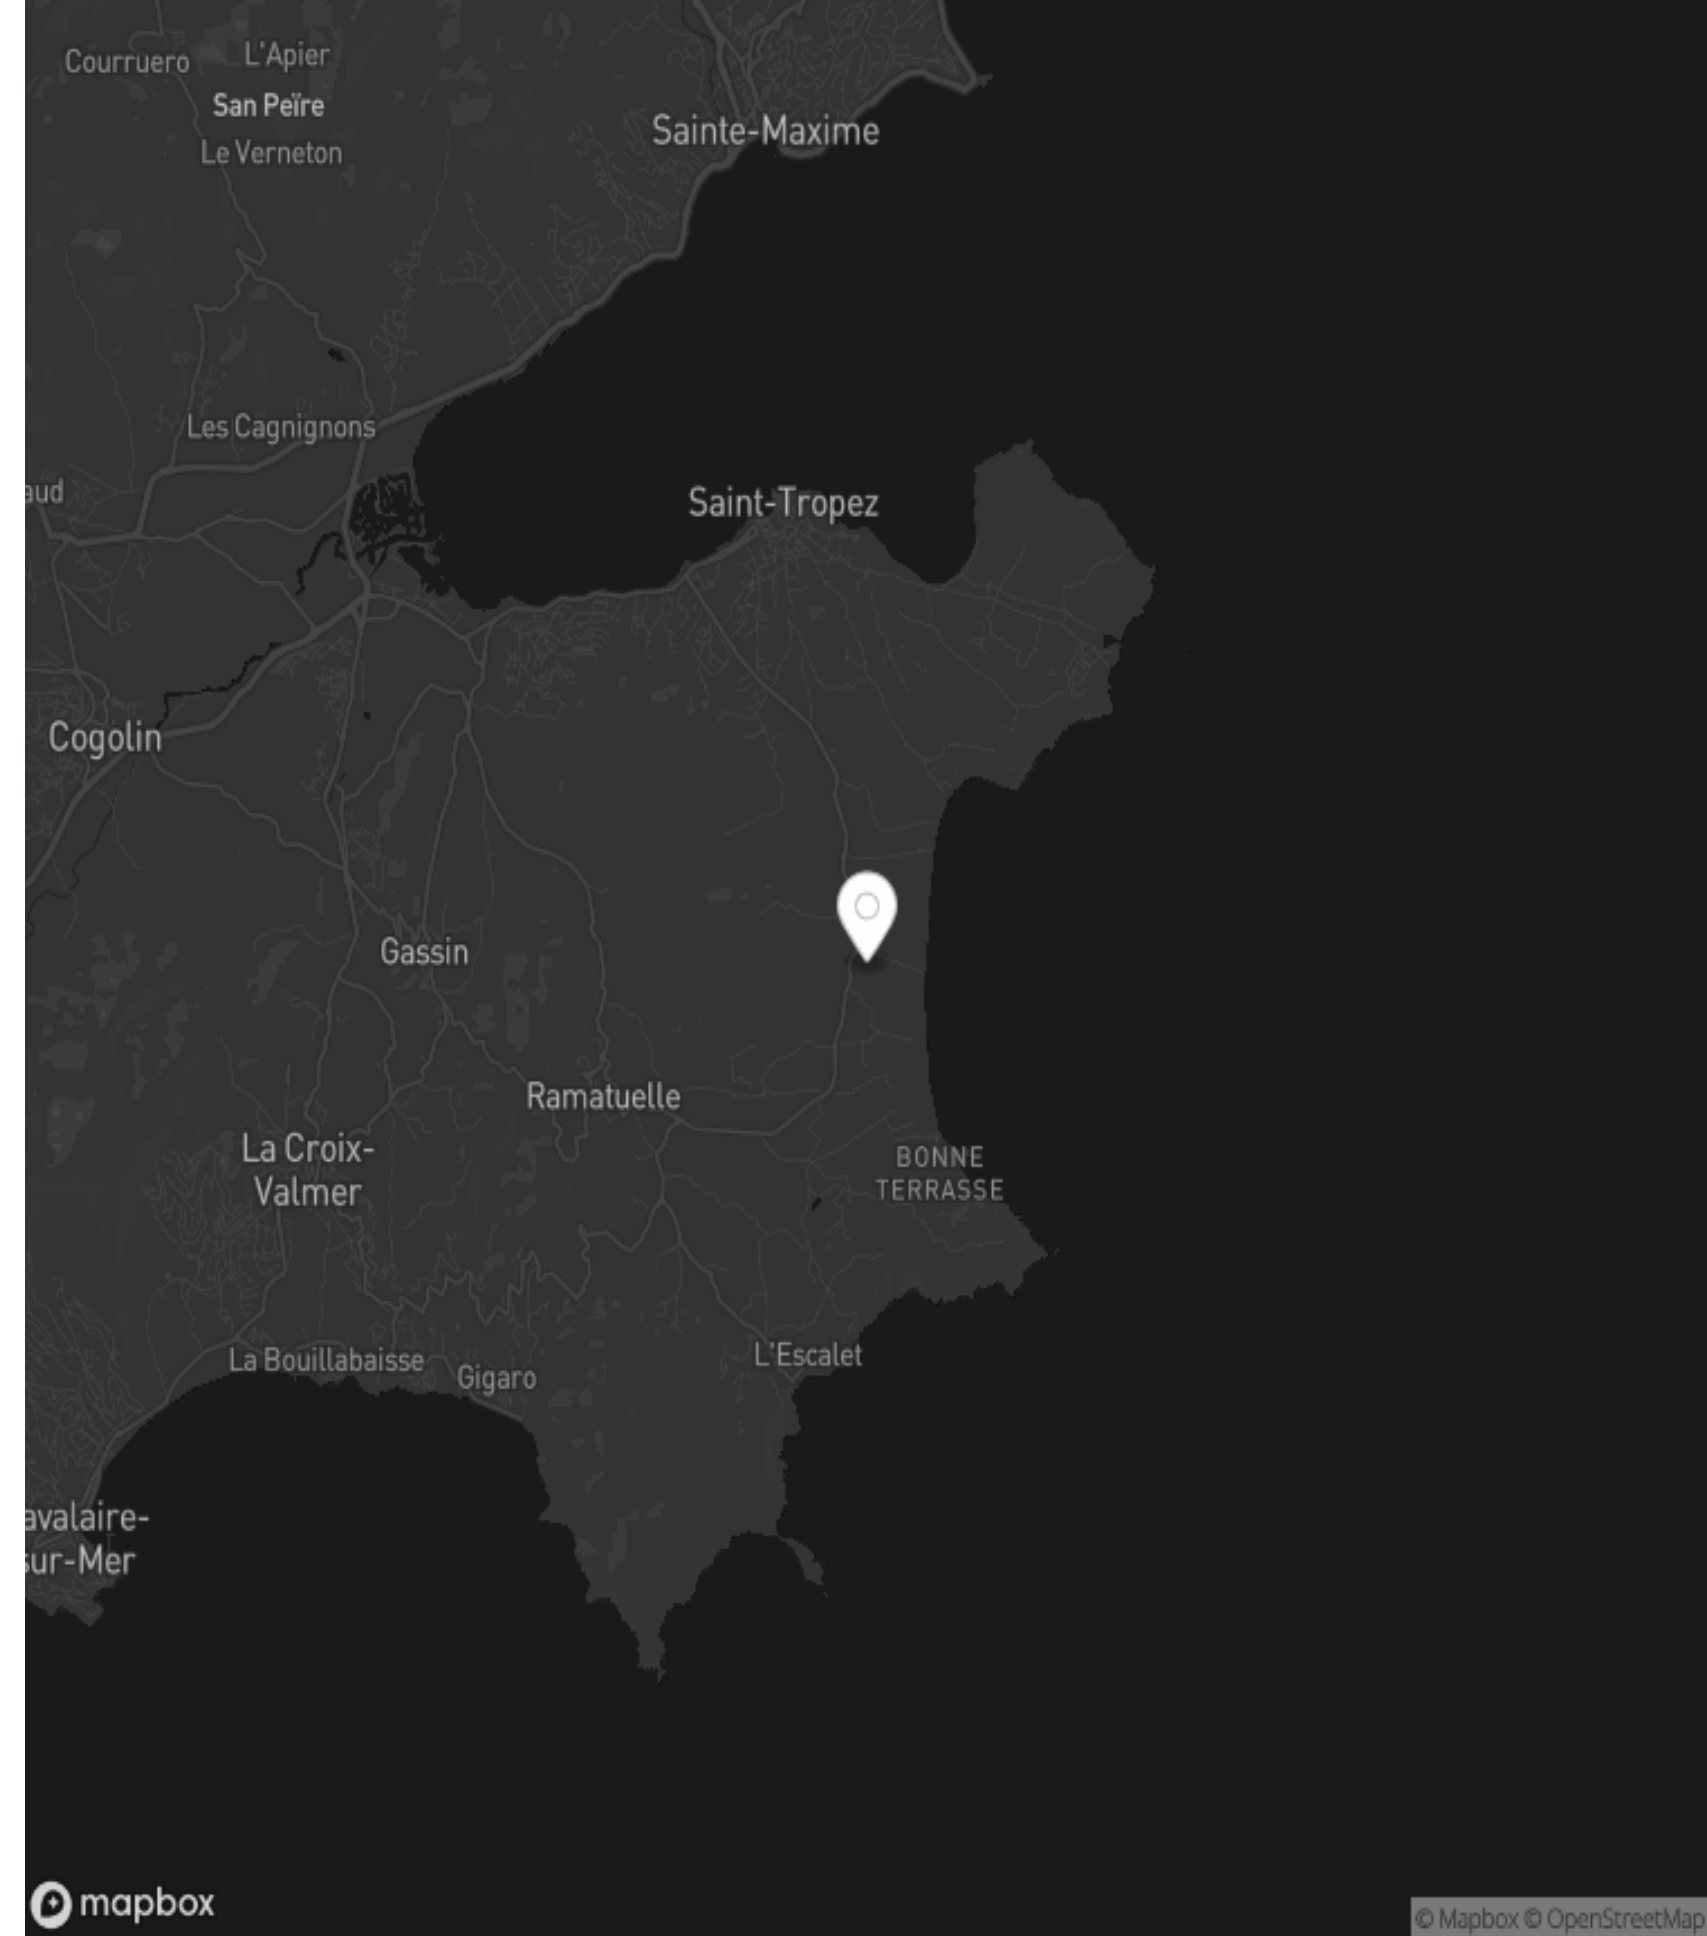 L'Apier
Courruero
San Peïre
Sainte-Maxime
Le Verneton
Les Cagnignons
aud
Saint-Tropez
Cogolin
Gassin
Ramatuelle
La Croix-
Valmer
BONNE
TERRASSE
L'Escalet
La Bouillabaisse
Gigaro
avalaire-
sur-Mer
mapbox
© Mapbox © OpenStreetMap